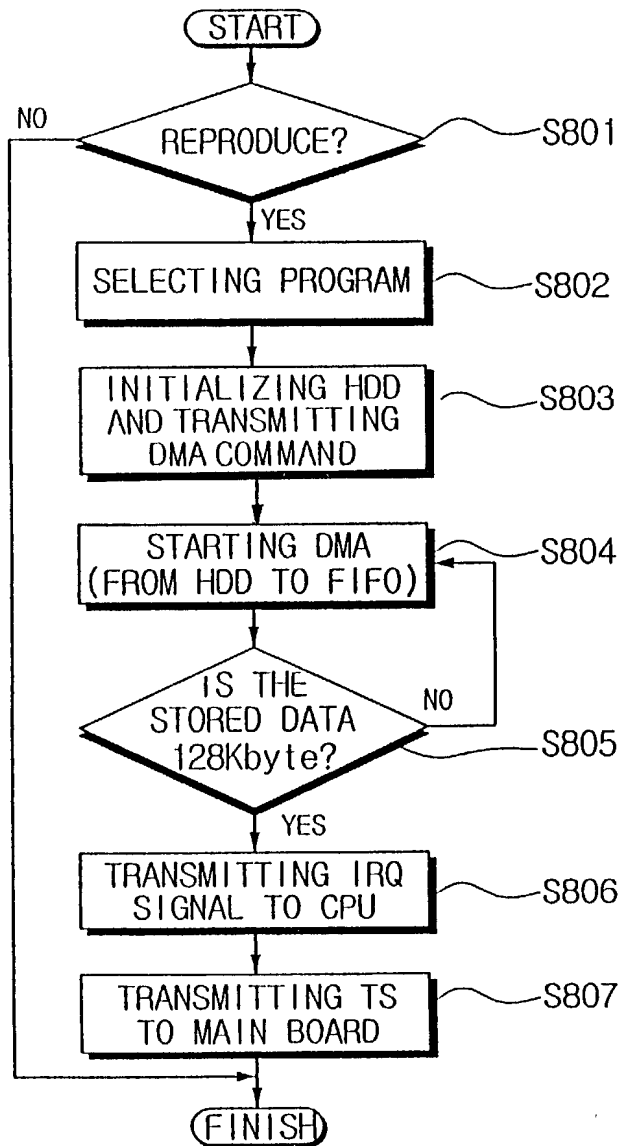 START
NO
REPRODUCE?
S801
YES
SELECTING PROGRAM
S802
INITIALIZING HDD
AND TRANSMITTING
DMA COMMAND
S803
STARTING DMA
(FROM HDD TO FIFO)
S804
IS THE
STORED DATA
128Kbyte?
NO
S805
YES
TRANSMITTING IRQ
SIGNAL TO CPU
S806
TRANSMITTING TS
TO MAIN BOARD
S807
FINISH